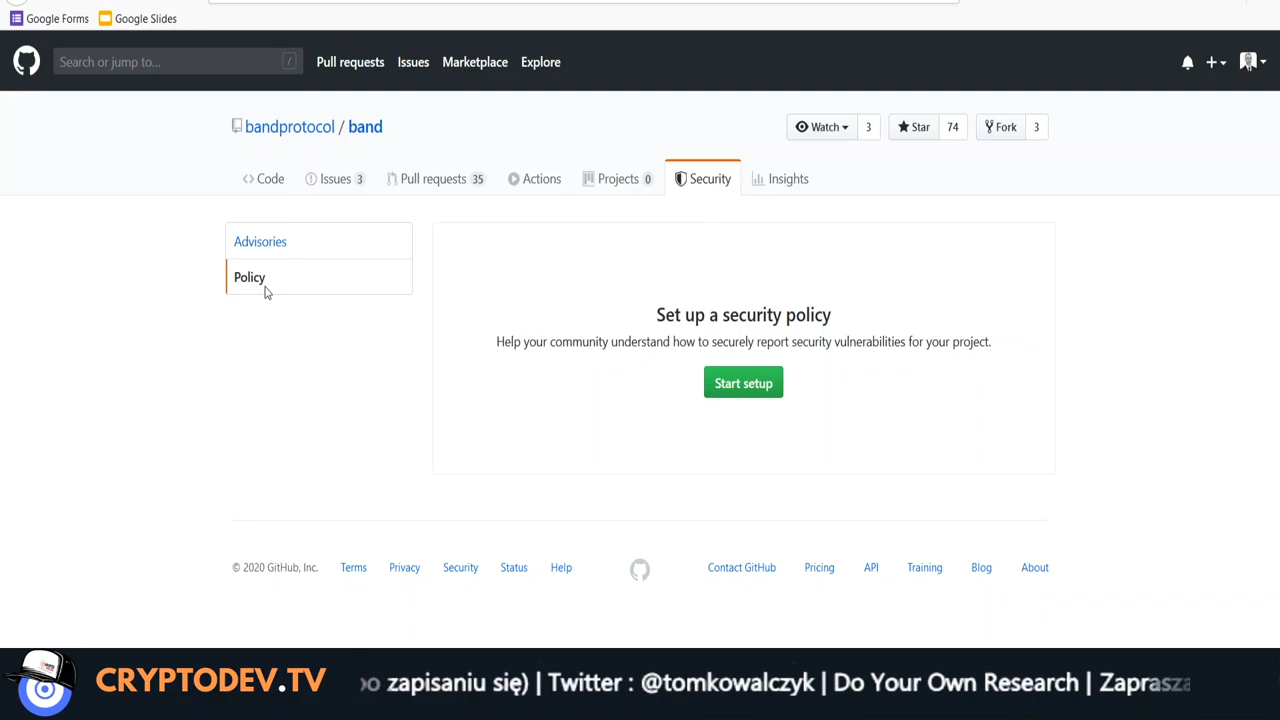 Google Forms Google Slides
Search or jump to... / Pull requests Issues Marketplace Explore
bandprotocol / band
Watch 3 Star 74 Fork 3
Code Issues 3 Pull requests 35 Actions Projects 0 Security Insights
Advisories
Policy
Set up a security policy
Help your community understand how to securely report security vulnerabilities for your project.
Start setup
© 2020 GitHub, Inc. Terms Privacy Security Status Help Contact GitHub Pricing API Training Blog About
CRYPTODEV.TV po zapisaniu się) | Twitter : @tomkowalczyk | Do Your Own Research | Zaprasza